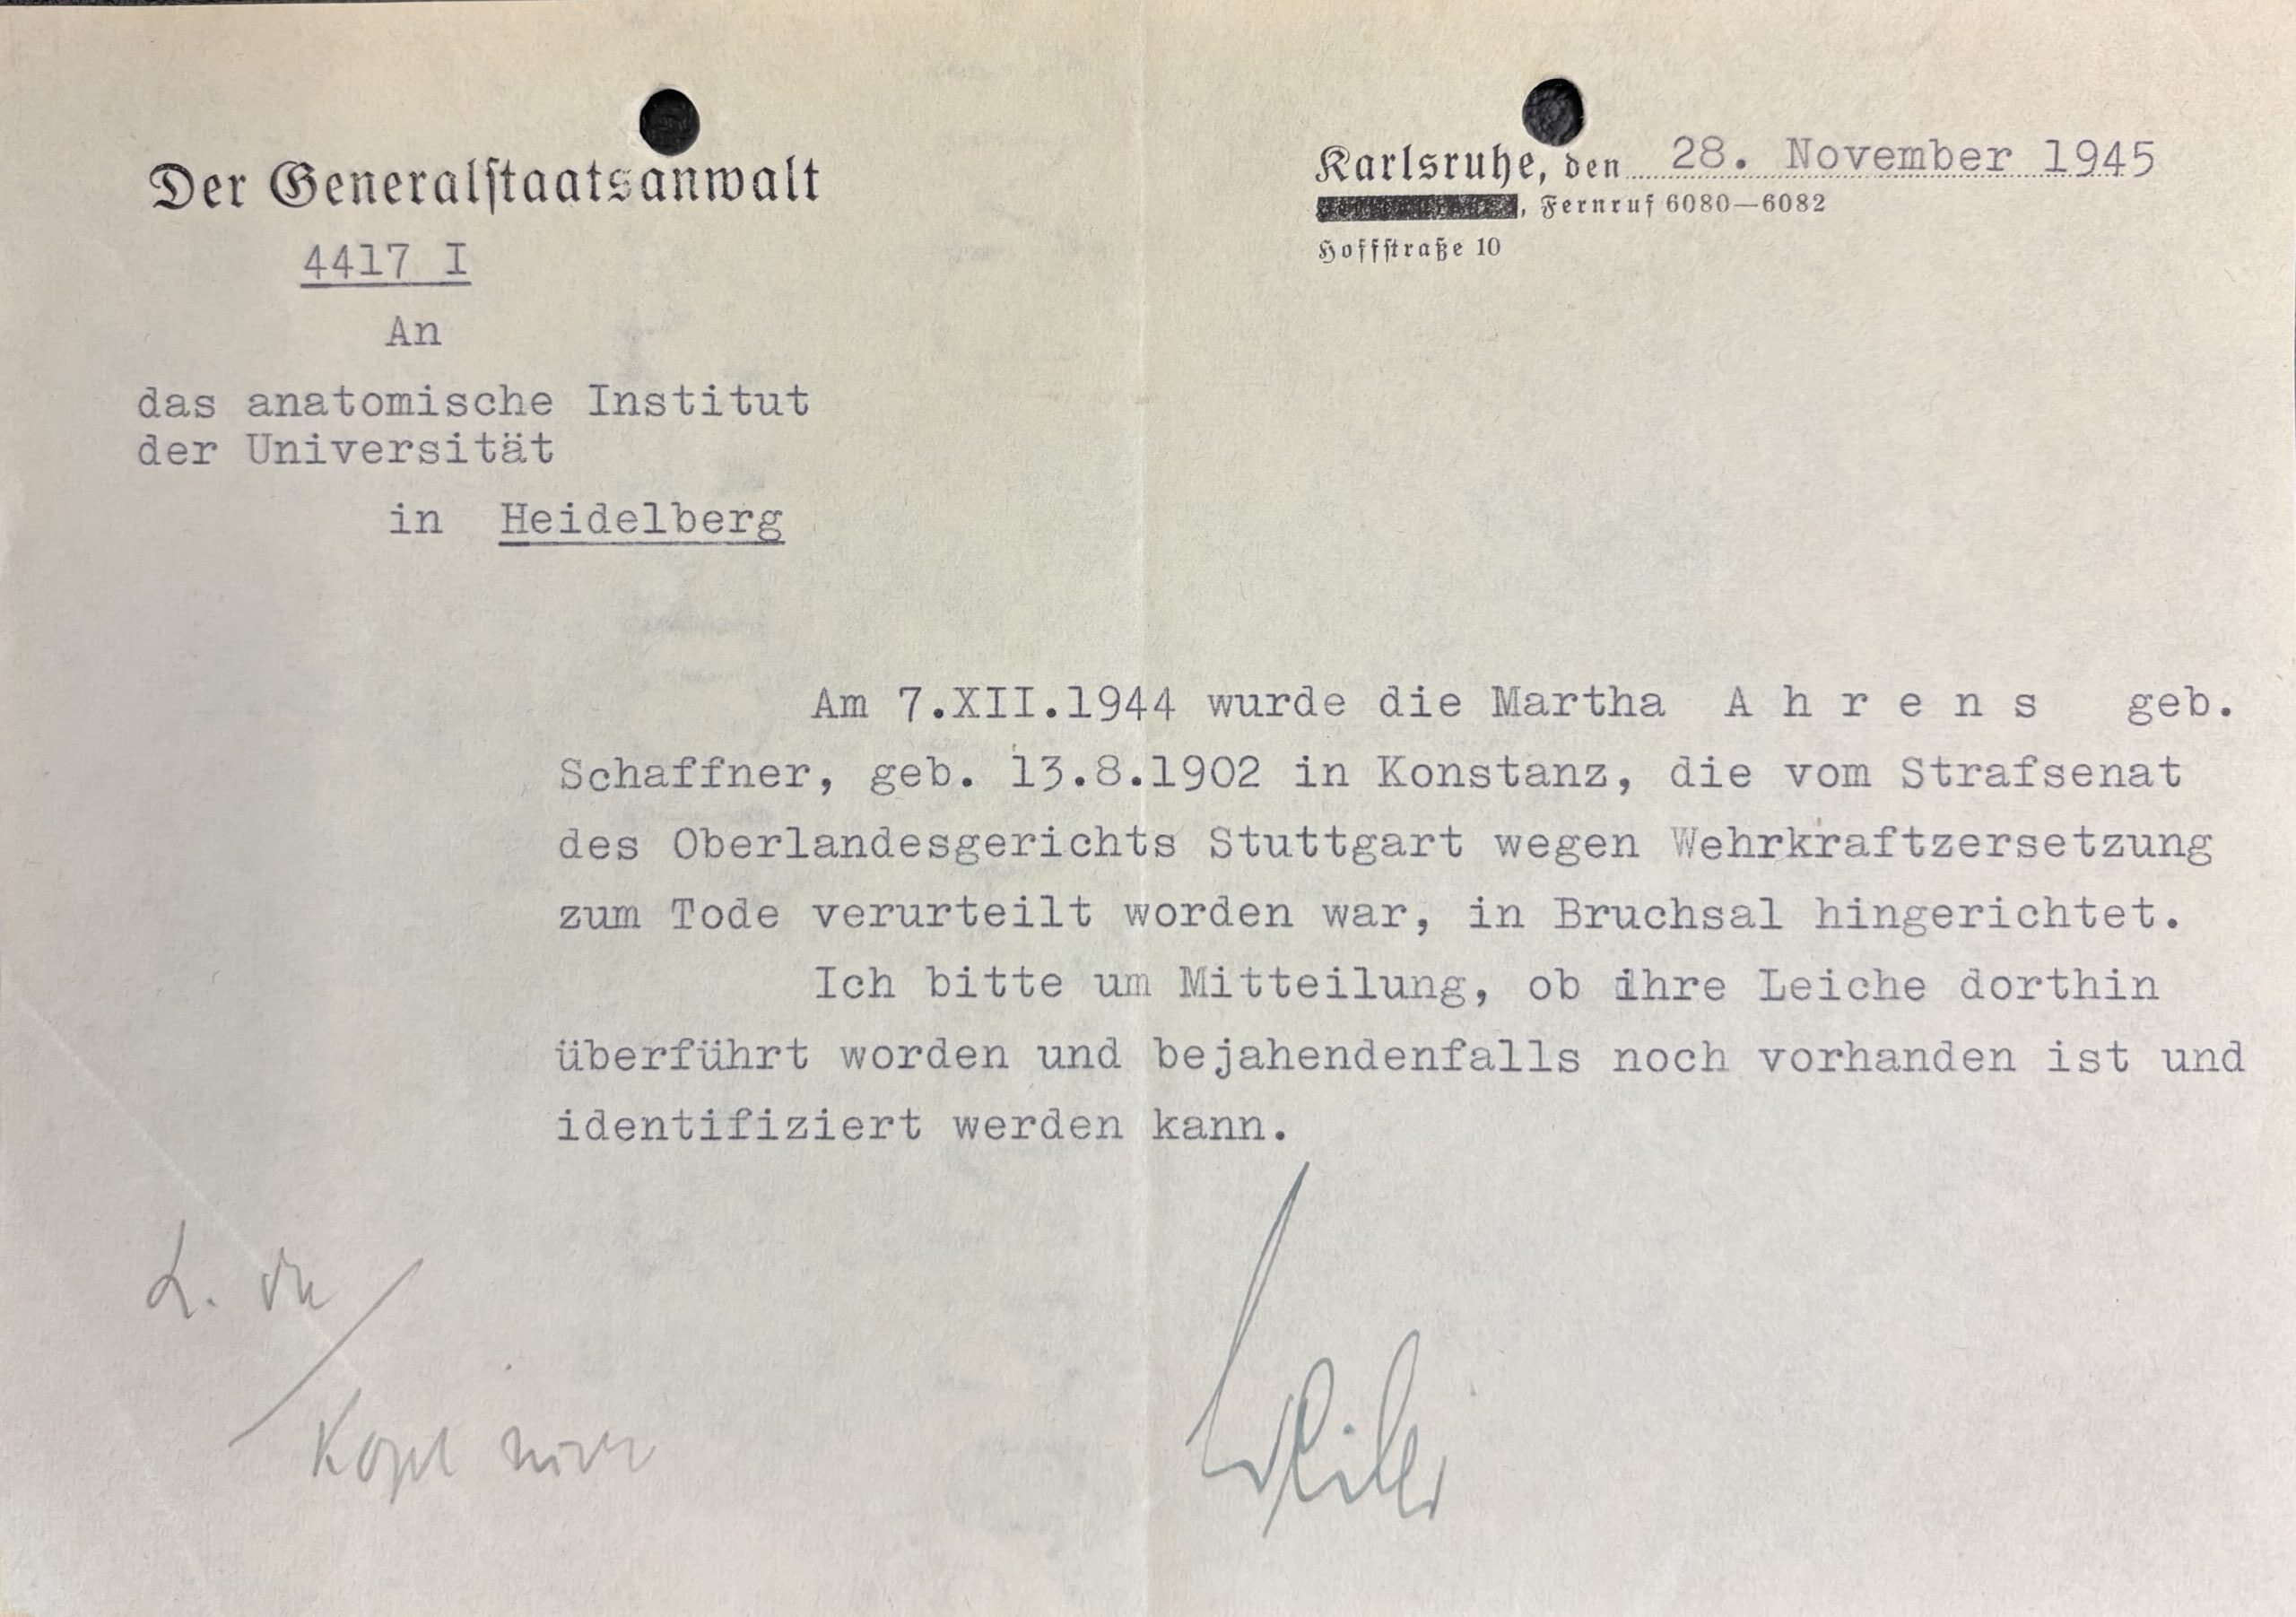 Der Generalstaatsanwalt
4417 I
Karlsruhe, den 28. November 1945
, Fernruf 6080—6082
Hoffstraße 10
An
das anatomische Institut
der Universität
in Heidelberg
Am 7.XII.1944 wurde die Martha A h r e n s geb.
Schaffner, geb. 13.8.1902 in Konstanz, die vom Strafsenat
des Oberlandesgerichts Stuttgart wegen Wehrkraftzersetzung
zum Tode verurteilt worden war, in Bruchsal hingerichtet.
Ich bitte um Mitteilung, ob ihre Leiche dorthin
überführt worden und bejahendenfalls noch vorhanden ist und
identifiziert werden kann.
L.
Kopf